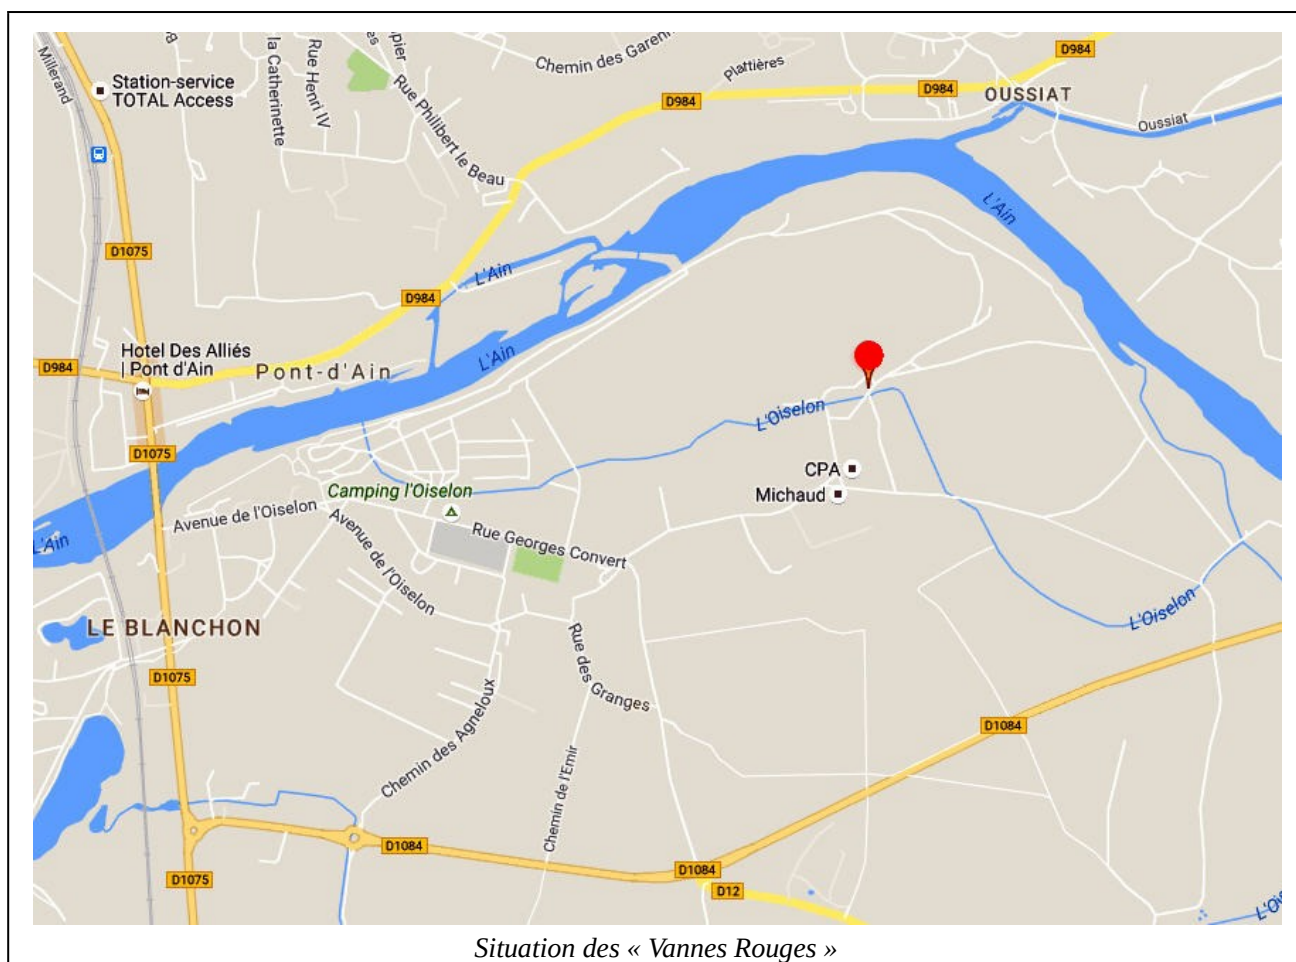 Millerand
Station-service
TOTAL Access
la Catherinette
Rue Henri IV
Rue Philibert le Beau
Chemin des Garenn
Plattières
D984
D984
D984
OUSSIAT
Oussiat
D1075
L'Ain
L'Ain
D984
Hotel Des Alliés
| Pont d'Ain
D984
Pont-d'Ain
L'Ain
L'Oiselon
D1075
CPA
Michaud
Camping l'Oiselon
Avenue de l'Oiselon
Avenue de l'Oiselon
Rue Georges Convert
L'Ain
LE BLANCHON
L'Oiselon
D1075
Rue des Granges
Chemin des Agneloux
Chemin de l'Emir
D1084
D1084
D1084
D1075
D12
L'Ois
Situation des « Vannes Rouges »